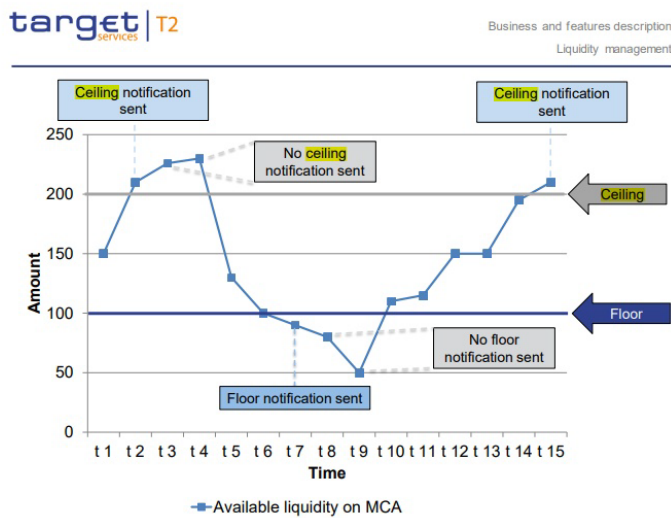 target | T2
services
Business and features description
Liquidity management
Ceiling notification
sent
Ceiling notification
sent
250
No ceiling
notification sent
200
Ceiling
150
Amount
100
Floor
No floor
notification sent
50
Floor notification sent
0
t 1 t 2 t 3 t 4 t 5 t 6 t 7 t 8 t 9 t 10 t 11 t 12 t 13 t 14 t 15
Time
Available liquidity on MCA